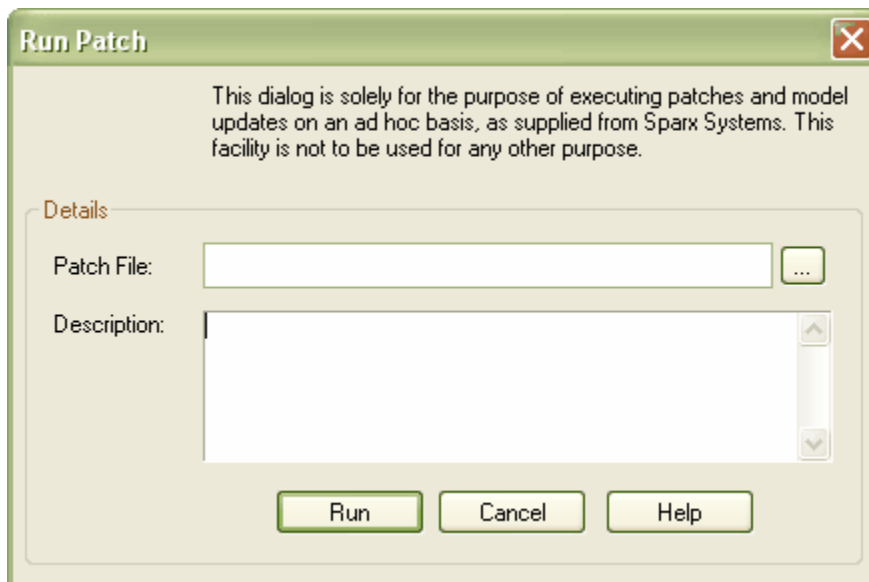 Run Patch
This dialog is solely for the purpose of executing patches and model
updates on an ad hoc basis, as supplied from Sparx Systems. This
facility is not to be used for any other purpose.
Details
Patch File:
...
Description:
Run Cancel Help